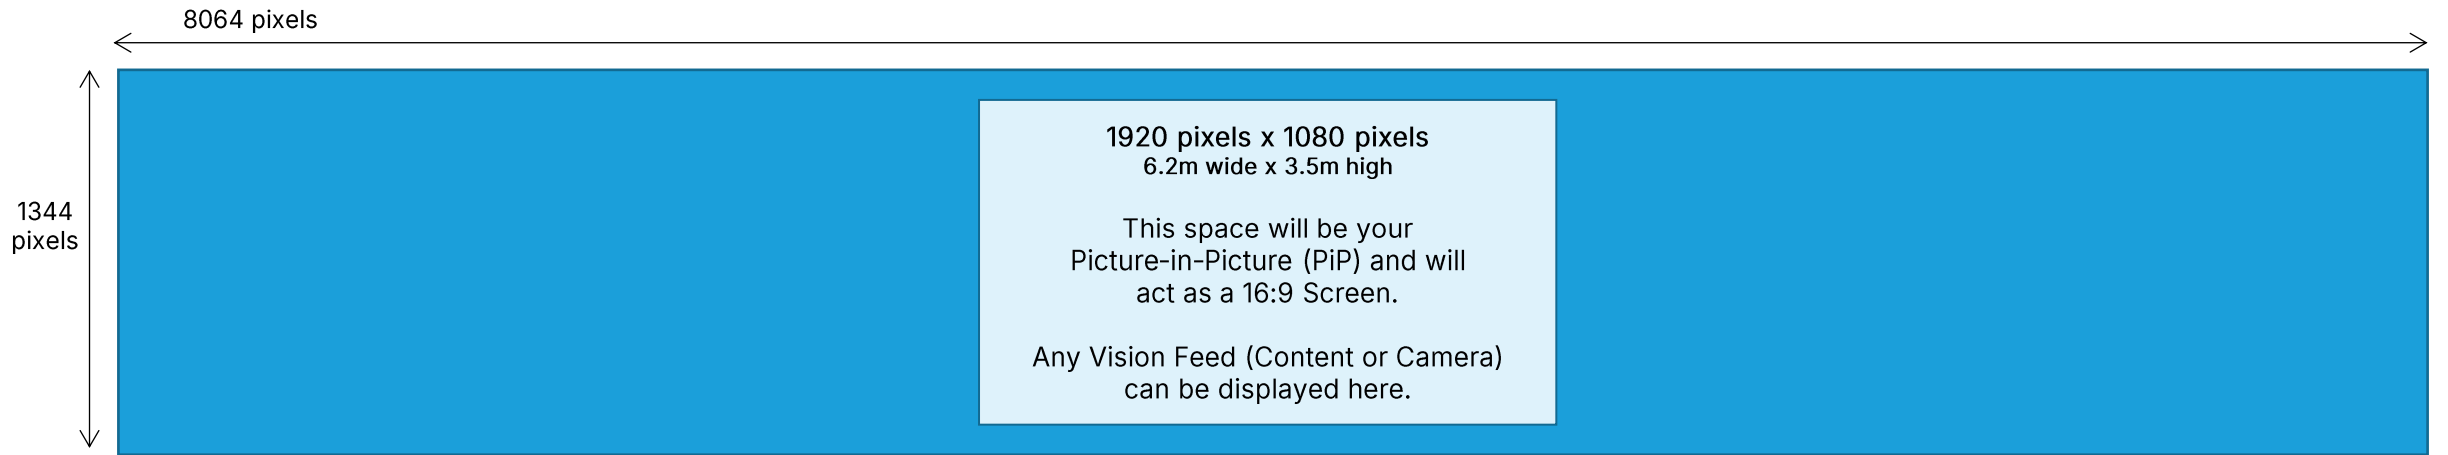 8064 pixels
1344
pixels
1920 pixels x 1080 pixels
6.2m wide x 3.5m high
This space will be your
Picture-in-Picture (PiP) and will
act as a 16:9 Screen.
Any Vision Feed (Content or Camera)
can be displayed here.